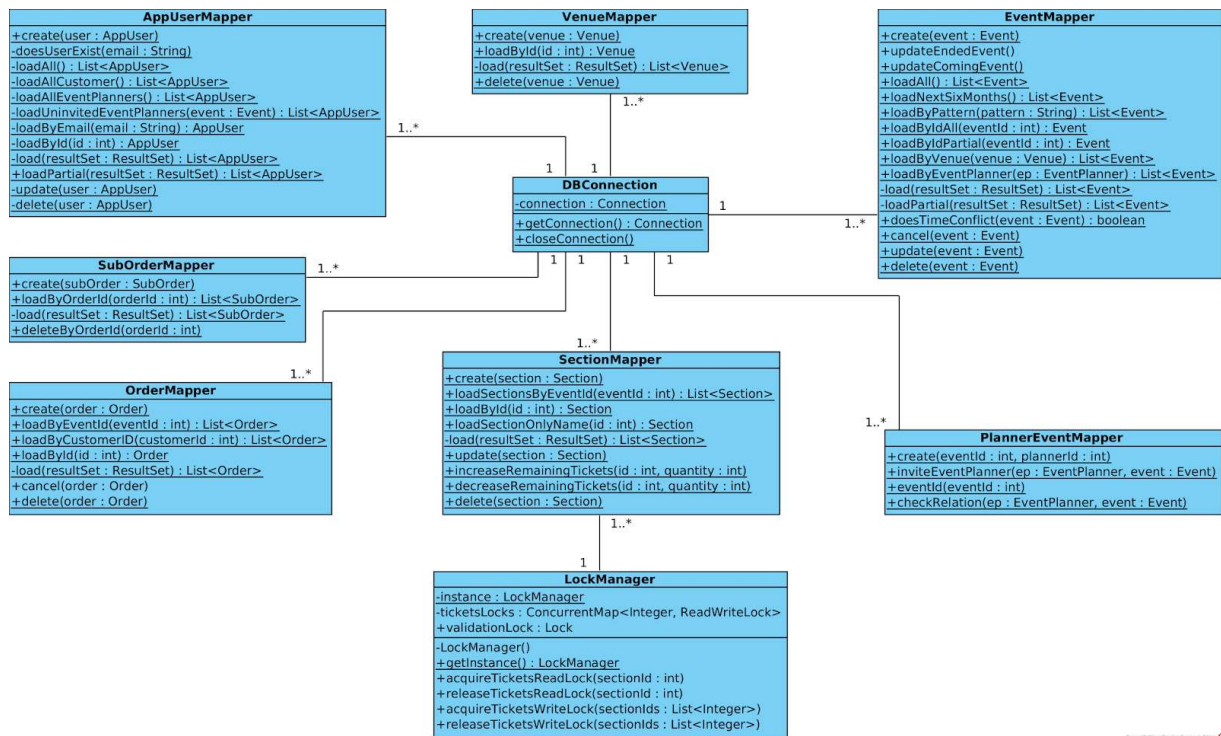 AppUserMapper
+create(user : AppUser)
-doesUserExist(email : String)
-loadAll() : List<AppUser>
-loadAllCustomer() : List<AppUser>
-loadAllEventPlanners() : List<AppUser>
-loadUninvitedEventPlanners(event : Event) : List<AppUser>
-loadByEmail(email : String) : AppUser
-loadById(id : int) : AppUser
-load(resultSet : ResultSet) : List<AppUser>
+loadPartial(resultSet : ResultSet) : List<AppUser>
-update(user : AppUser)
-delete(user : AppUser)
1..*
1
VenueMapper
+create(venue : Venue)
+loadById(id : int) : Venue
-load(resultSet : ResultSet) : List<Venue>
+delete(venue : Venue)
1..*
1
EventMapper
+create(event : Event)
+updateEndedEvent()
+updateComingEvent()
+loadAll() : List<Event>
+loadNextSixMonths() : List<Event>
+loadByPattern(pattern : String) : List<Event>
+loadByIdAll(eventId : int) : Event
+loadByIdPartial(eventId : int) : Event
+loadByVenue(venue : Venue) : List<Event>
+loadByEventPlanner(ep : EventPlanner) : List<Event>
-load(resultSet : ResultSet) : List<Event>
-loadPartial(resultSet : ResultSet) : List<Event>
+doesTimeConflict(event : Event) : boolean
+cancel(event : Event)
+update(event : Event)
+delete(event : Event)
1
1..*
DBConnection
-connection : Connection
+getConnection() : Connection
+closeConnection()
1
1
1
1
1
SubOrderMapper
+create(subOrder : SubOrder)
+loadByOrderId(orderId : int) : List<SubOrder>
-load(resultSet : ResultSet) : List<SubOrder>
+deleteByOrderId(orderId : int)
1..*
OrderMapper
+create(order : Order)
+loadByEventId(eventId : int) : List<Order>
+loadByCustomerID(customerId : int) : List<Order>
+loadById(id : int) : Order
-load(resultSet : ResultSet) : List<Order>
+cancel(order : Order)
+delete(order : Order)
1..*
SectionMapper
+create(section : Section)
+loadSectionsByEventId(eventId : int) : List<Section>
+loadById(id : int) : Section
+loadSectionOnlyName(id : int) : Section
-load(resultSet : ResultSet) : List<Section>
+update(section : Section)
+increaseRemainingTickets(id : int, quantity : int)
+decreaseRemainingTickets(id : int, quantity : int)
+delete(section : Section)
1..*
1..*
1
PlannerEventMapper
+create(eventId : int, plannerId : int)
+inviteEventPlanner(ep : EventPlanner, event : Event)
+eventId(eventId : int)
+checkRelation(ep : EventPlanner, event : Event)
1..*
LockManager
-instance : LockManager
-ticketsLocks : ConcurrentMap<Integer, ReadWriteLock>
+validationLock : Lock
-LockManager()
+getInstance() : LockManager
+acquireTicketsReadLock(sectionId : int)
+releaseTicketsReadLock(sectionId : int)
+acquireTicketsWriteLock(sectionIds : List<Integer>)
+releaseTicketsWriteLock(sectionIds : List<Integer>)